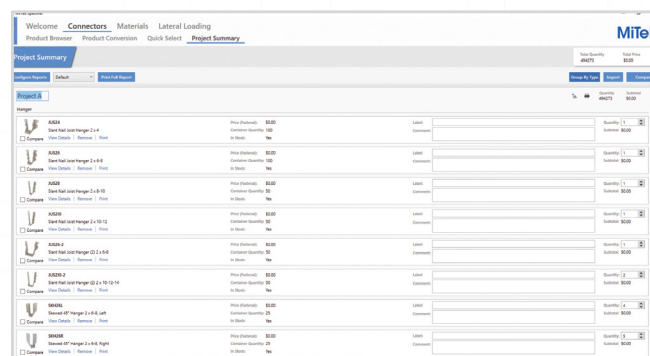 Welcome Connectors Materials Lateral Loading
Product Browser Product Conversion Quick Select Project Summary
MiTe
Project Summary
Total Quantity Total Price
494273 $0.00
Configure Reports Default Print Full Report Group By Type Import Compa
Project A
Quantity Subtotal
494273 $0.00
Hanger
JUS24 Price (Fastenal): $0.00 Label: Quantity: 1
Slant Nail Joist Hanger 2 x 4 Container Quantity: 100 Comment: Subtotal: $0.00
Compare View Details | Remove | Print In Stock: Yes
JUS26 Price (Fastenal): $0.00 Label: Quantity: 1
Slant Nail Joist Hanger 2 x 6-8 Container Quantity: 100 Comment: Subtotal: $0.00
Compare View Details | Remove | Print In Stock: Yes
JUS28 Price (Fastenal): $0.00 Label: Quantity: 1
Slant Nail Joist Hanger 2 x 8-10 Container Quantity: 50 Comment: Subtotal: $0.00
Compare View Details | Remove | Print In Stock: Yes
JUS210 Price (Fastenal): $0.00 Label: Quantity: 1
Slant Nail Joist Hanger 2 x 10-12 Container Quantity: 50 Comment: Subtotal: $0.00
Compare View Details | Remove | Print In Stock: Yes
JUS26-2 Price (Fastenal): $0.00 Label: Quantity: 1
Slant Nail Joist Hanger (2) 2 x 6-8 Container Quantity: 50 Comment: Subtotal: $0.00
Compare View Details | Remove | Print In Stock: Yes
JUS210-2 Price (Fastenal): $0.00 Label: Quantity: 2
Slant Nail Joist Hanger (2) 2 x 10-12-14 Container Quantity: 50 Comment: Subtotal: $0.00
Compare View Details | Remove | Print In Stock: Yes
SKH26L Price (Fastenal): $0.00 Label: Quantity: 4
Skewed 45° Hanger 2 x 6-8, Left Container Quantity: 25 Comment: Subtotal: $0.00
Compare View Details | Remove | Print In Stock: Yes
SKH26R Price (Fastenal): $0.00 Label: Quantity: 9
Skewed 45° Hanger 2 x 6-8, Right Container Quantity: 25 Comment: Subtotal: $0.00
Compare View Details | Remove | Print In Stock: Yes